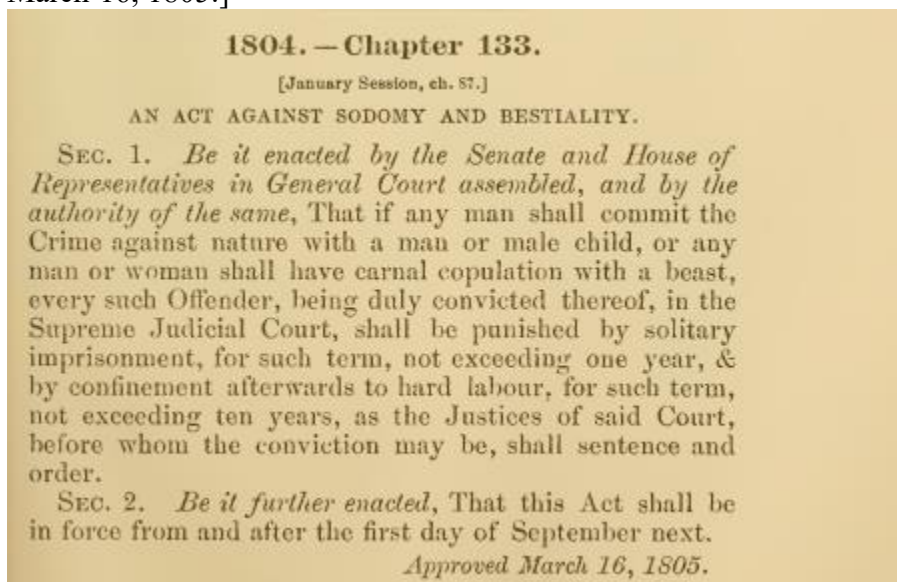 March 16, 1805.]
1804. — Chapter 133.
[January Session, ch. 87.]
AN ACT AGAINST SODOMY AND BESTIALITY.
SEC. 1. Be it enacted by the Senate and House of
Representatives in General Court assembled, and by the
authority of the same, That if any man shall commit the
Crime against nature with a man or male child, or any
man or woman shall have carnal copulation with a beast,
every such Offender, being duly convicted thereof, in the
Supreme Judicial Court, shall be punished by solitary
imprisonment, for such term, not exceeding one year, &
by confinement afterwards to hard labour, for such term,
not exceeding ten years, as the Justices of said Court,
before whom the conviction may be, shall sentence and
order.
SEC. 2. Be it further enacted, That this Act shall be
in force from and after the first day of September next.
Approved March 16, 1805.